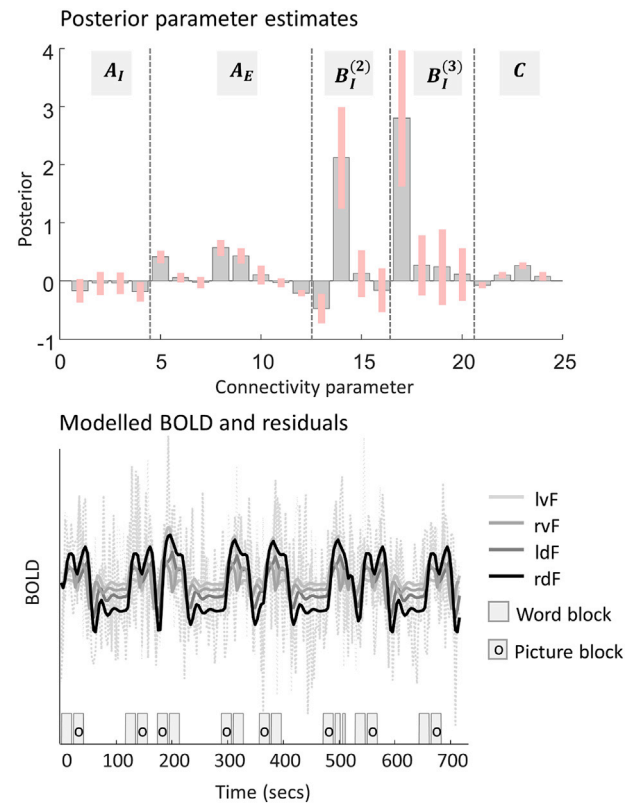 Posterior parameter estimates
4
3
2
1
0
-1
Posterior
A_I
A_E
B_I^(2)
B_I^(3)
C
0 5 10 15 20 25
Connectivity parameter
Modelled BOLD and residuals
BOLD
lvF
rvF
ldF
rdF
Word block
o Picture block
o o o o o o o o o
0 100 200 300 400 500 600 700
Time (secs)